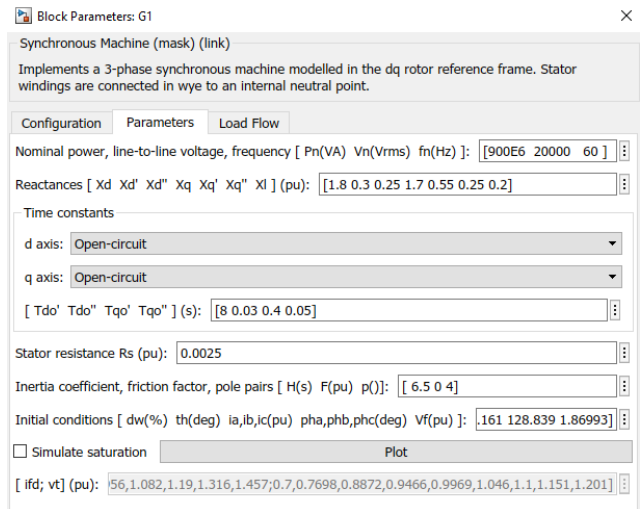 Block Parameters: G1
Synchronous Machine (mask) (link)
Implements a 3-phase synchronous machine modelled in the dq rotor reference frame. Stator
windings are connected in wye to an internal neutral point.
Configuration Parameters Load Flow
Nominal power, line-to-line voltage, frequency [ Pn(VA) Vn(Vrms) fn(Hz) ]: [900E6 20000 60 ]
Reactances [ Xd Xd' Xd'' Xq Xq' Xq'' Xl ] (pu): [1.8 0.3 0.25 1.7 0.55 0.25 0.2]
Time constants
d axis: Open-circuit
q axis: Open-circuit
[ Tdo' Tdo'' Tqo' Tqo'' ] (s): [8 0.03 0.4 0.05]
Stator resistance Rs (pu): 0.0025
Inertia coefficient, friction factor, pole pairs [ H(s) F(pu) p()]: [ 6.5 0 4]
Initial conditions [ dw(%) th(deg) ia,ib,ic(pu) pha,phb,phc(deg) Vf(pu) ]: .161 128.839 1.86993]
Simulate saturation Plot
[ ifd; vt] (pu): 56,1.082,1.19,1.316,1.457;0.7,0.7698,0.8872,0.9466,0.9969,1.046,1.1,1.151,1.201]